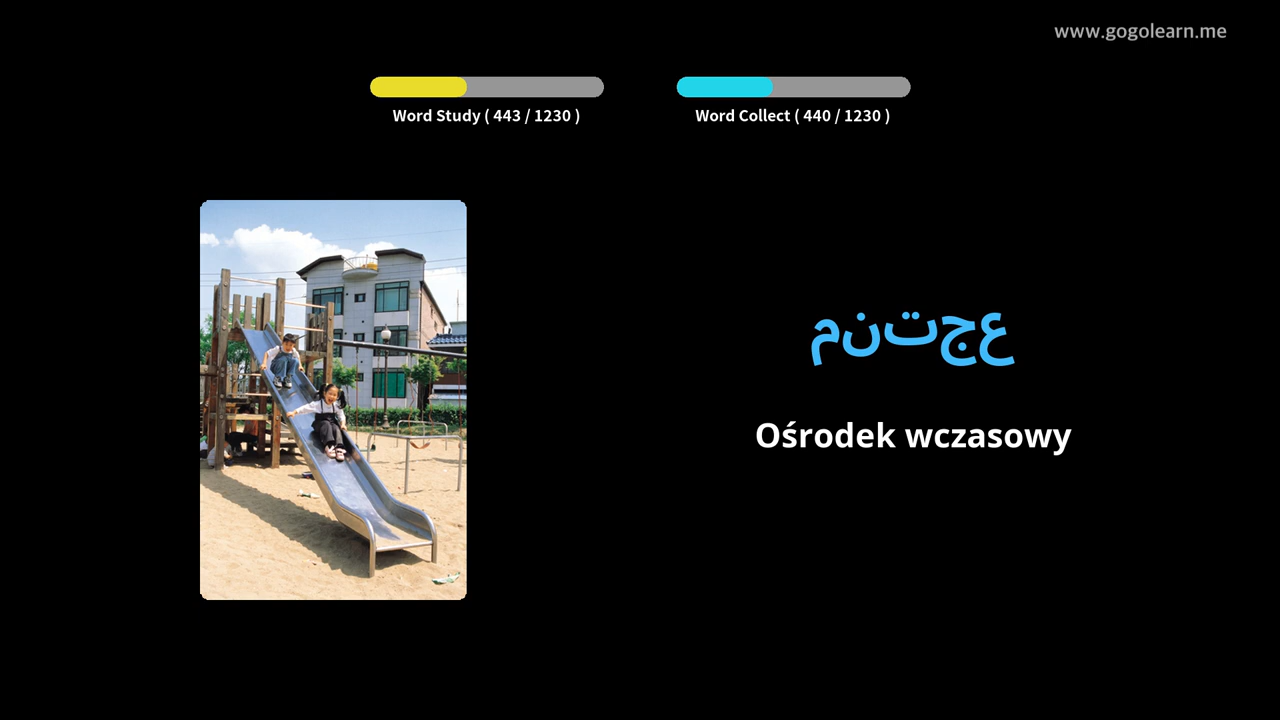 www.gogolearn.me
Word Study ( 443 / 1230 )
Word Collect ( 440 / 1230 )
منتجع
Ośrodek wczasowy